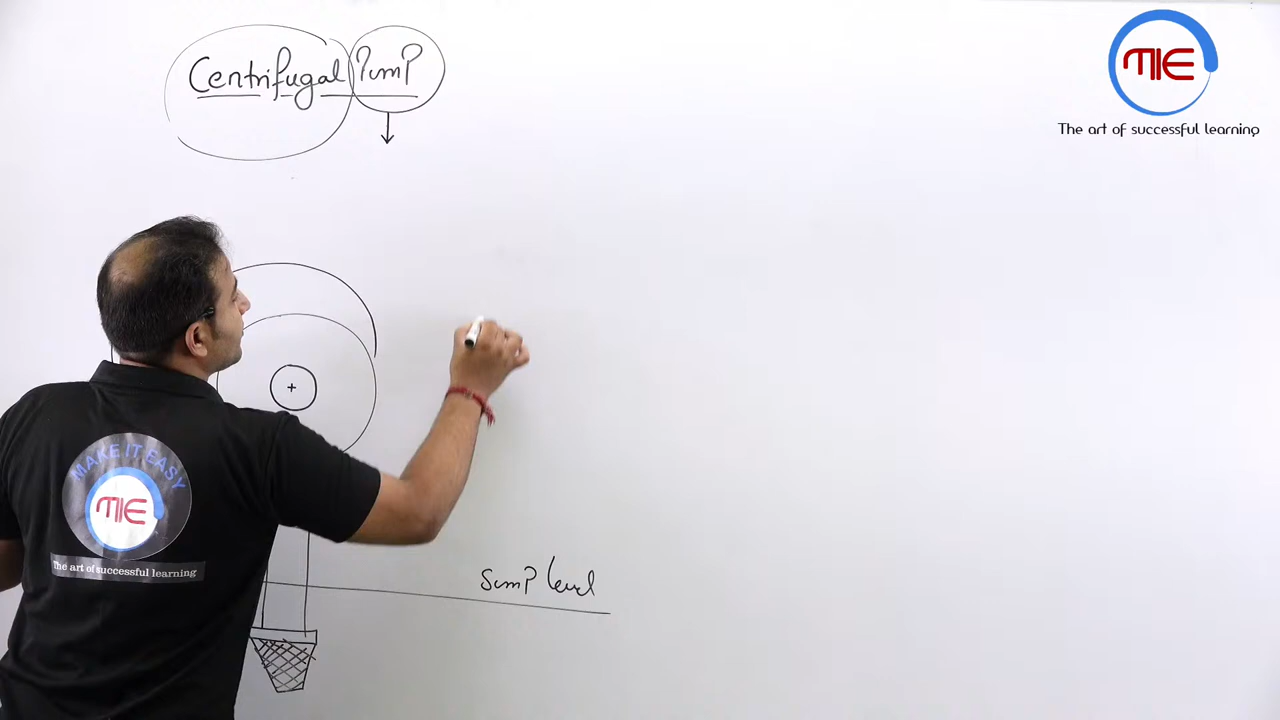 Centrifugal Pump
MIE
The art of successful learning
MAKE IT EASY
MIE
The art of successful learning
Sump level